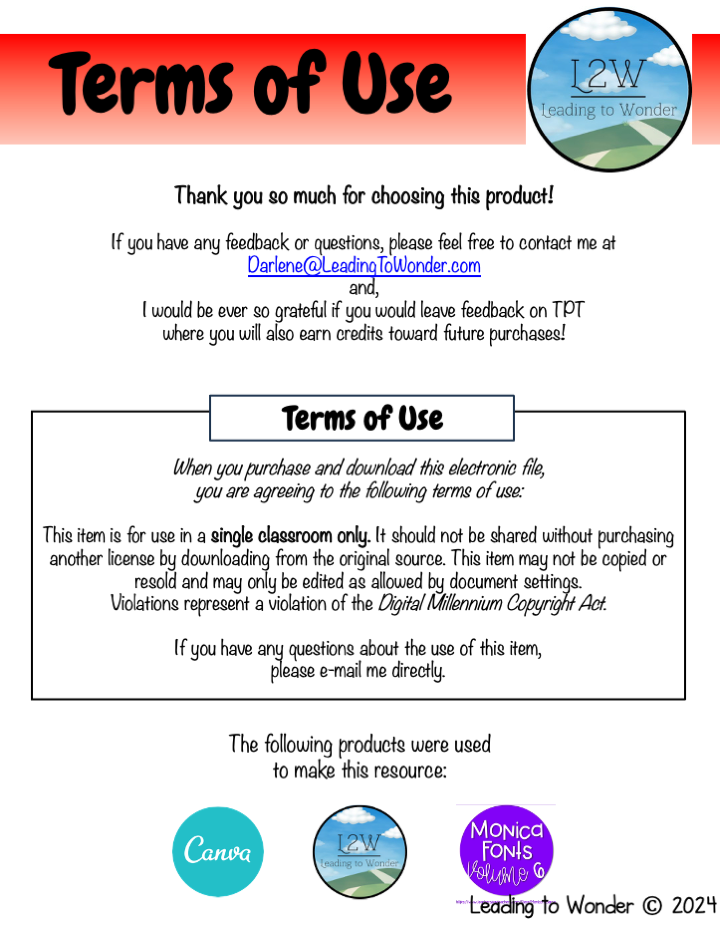 Terms of Use
L2W
Leading to Wonder
Thank you so much for choosing this product!
If you have any feedback or questions, please feel free to contact me at
Darlene@LeadingToWonder.com
and,
I would be ever so grateful if you would leave feedback on TPT
where you will also earn credits toward future purchases!
Terms of Use
When you purchase and download this electronic file,
you are agreeing to the following terms of use:
This item is for use in a single classroom only. It should not be shared without purchasing
another license by downloading from the original source. This item may not be copied or
resold and may only be edited as allowed by document settings.
Violations represent a violation of the Digital Millennium Copyright Act.
If you have any questions about the use of this item,
please e-mail me directly.
The following products were used
to make this resource:
Canva
L2W
Leading to Wonder
Monica
Fonts
Volume 6
Leading to Wonder © 2024